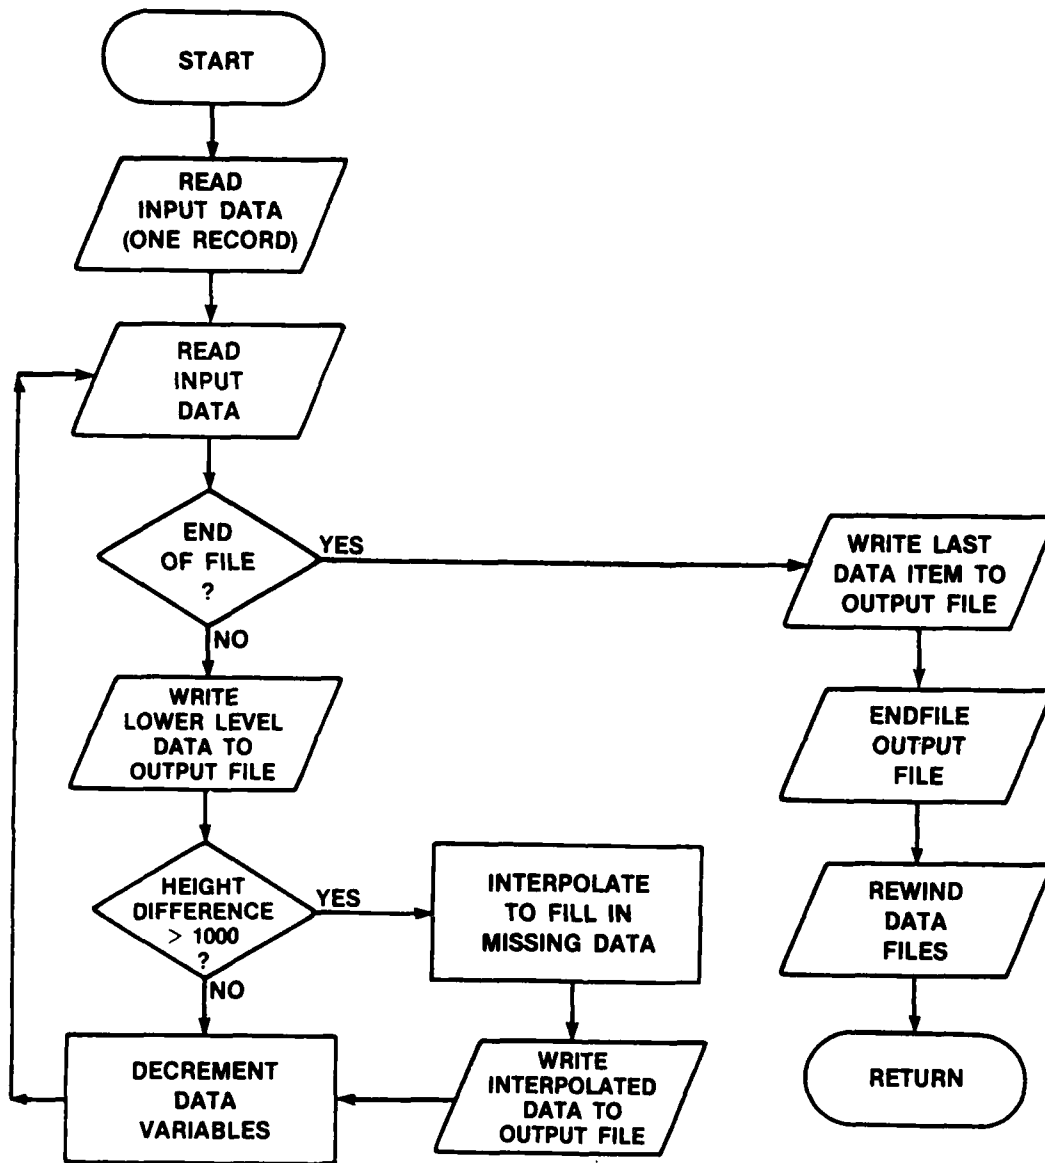 START
READ
INPUT DATA
(ONE RECORD)
READ
INPUT
DATA
END
OF FILE
?
YES
NO
WRITE LAST
DATA ITEM TO
OUTPUT FILE
WRITE
LOWER LEVEL
DATA TO
OUTPUT FILE
ENDFILE
OUTPUT
FILE
HEIGHT
DIFFERENCE
> 1000
?
YES
NO
INTERPOLATE
TO FILL IN
MISSING DATA
REWIND
DATA
FILES
DECREMENT
DATA
VARIABLES
WRITE
INTERPOLATED
DATA TO
OUTPUT FILE
RETURN